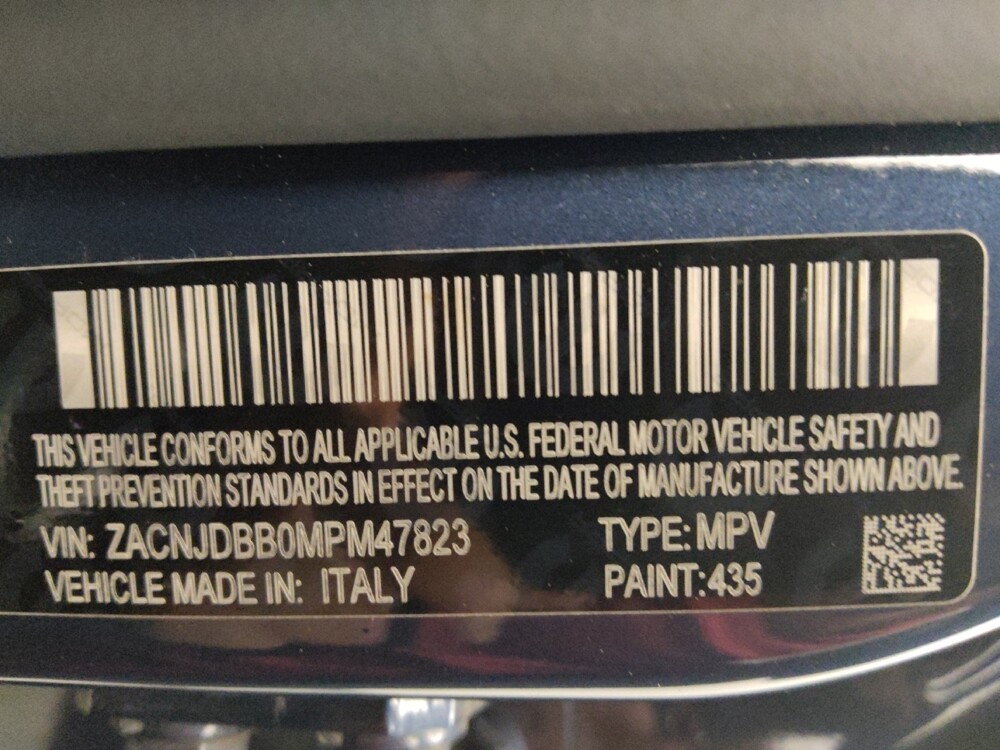 THIS VEHICLE CONFORMS TO ALL APPLICABLE U.S. FEDERAL MOTOR VEHICLE SAFETY AND
THEFT PREVENTION STANDARDS IN EFFECT ON THE DATE OF MANUFACTURE SHOWN ABOVE.
VIN: ZACNJDBB0MPM47823 TYPE: MPV
VEHICLE MADE IN: ITALY PAINT:435